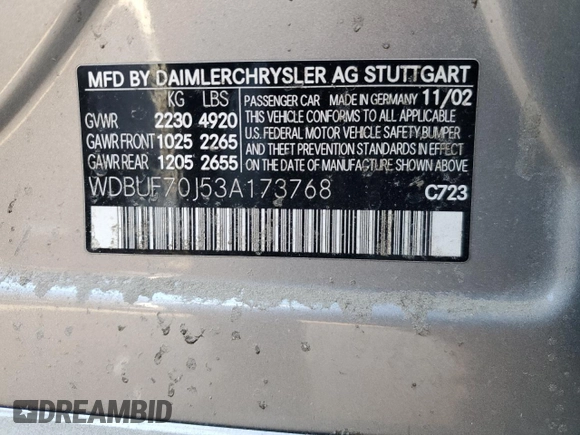 MFD BY DAIMLERCHRYSLER AG STUTTGART
KG LBS
GVWR 2230 4920
GAWR FRONT 1025 2265
GAWR REAR 1205 2655
PASSENGER CAR MADE IN GERMANY 11/02
THIS VEHICLE CONFORMS TO ALL APPLICABLE
U.S. FEDERAL MOTOR VEHICLE SAFETY, BUMPER
AND THEFT PREVENTION STANDARDS IN EFFECT
ON THE DATE OF MANUFACTURE SHOWN ABOVE.
WDBUF70J53A173768
C723
DREAMBID